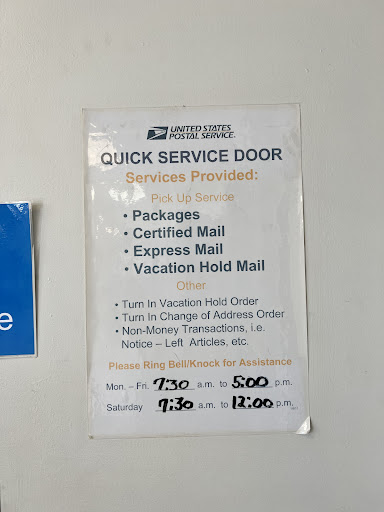 UNITED STATES
POSTAL SERVICE®
QUICK SERVICE DOOR
Services Provided:
Pick Up Service
• Packages
• Certified Mail
• Express Mail
• Vacation Hold Mail
Other
• Turn In Vacation Hold Order
• Turn In Change of Address Order
• Non-Money Transactions, i.e.
Notice – Left Articles, etc.
Please Ring Bell/Knock for Assistance
Mon. – Fri. 7:30 a.m. to 5:00 p.m.
Saturday 7:30 a.m. to 12:00 p.m.
e